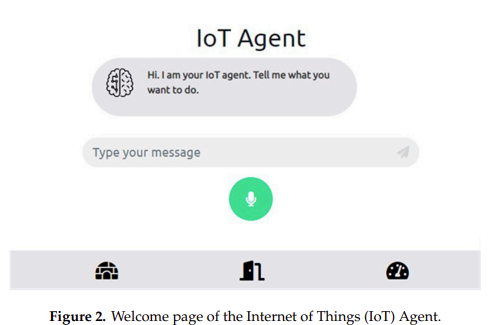 IoT Agent
Hi. I am your IoT agent. Tell me what you
want to do.
Type your message
Figure 2. Welcome page of the Internet of Things (IoT) Agent.